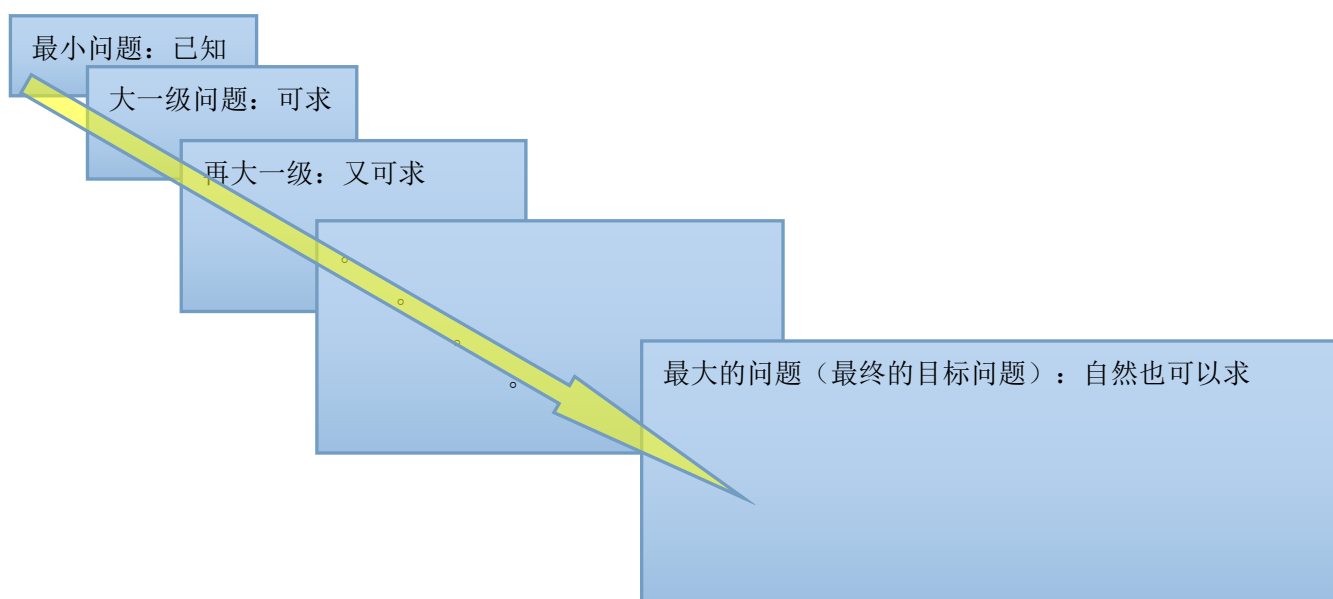 最小问题：已知
大一级问题：可求
再大一级：又可求
。
。
。
。
最大的问题（最终的目标问题）：自然也可以求